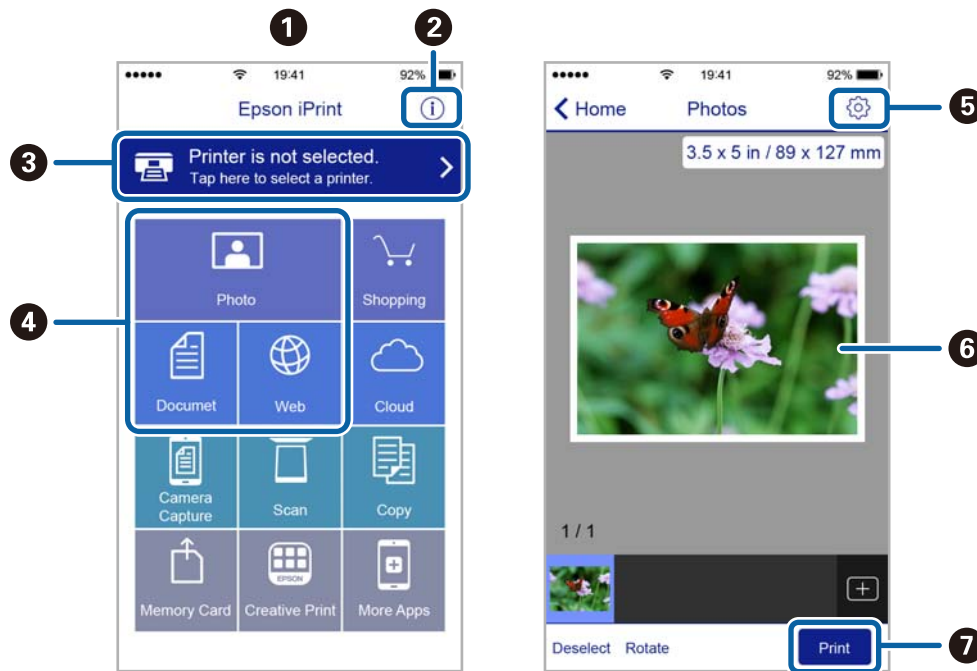 1
2
19:41
92%
Epson iPrint
i
3
Printer is not selected.
Tap here to select a printer.
4
Photo
Shopping
Documet
Web
Cloud
Camera
Capture
Scan
Copy
Memory Card
EPSON
Creative Print
More Apps
19:41
92%
Home
Photos
5
3.5 x 5 in / 89 x 127 mm
6
1 / 1
Deselect
Rotate
Print
7